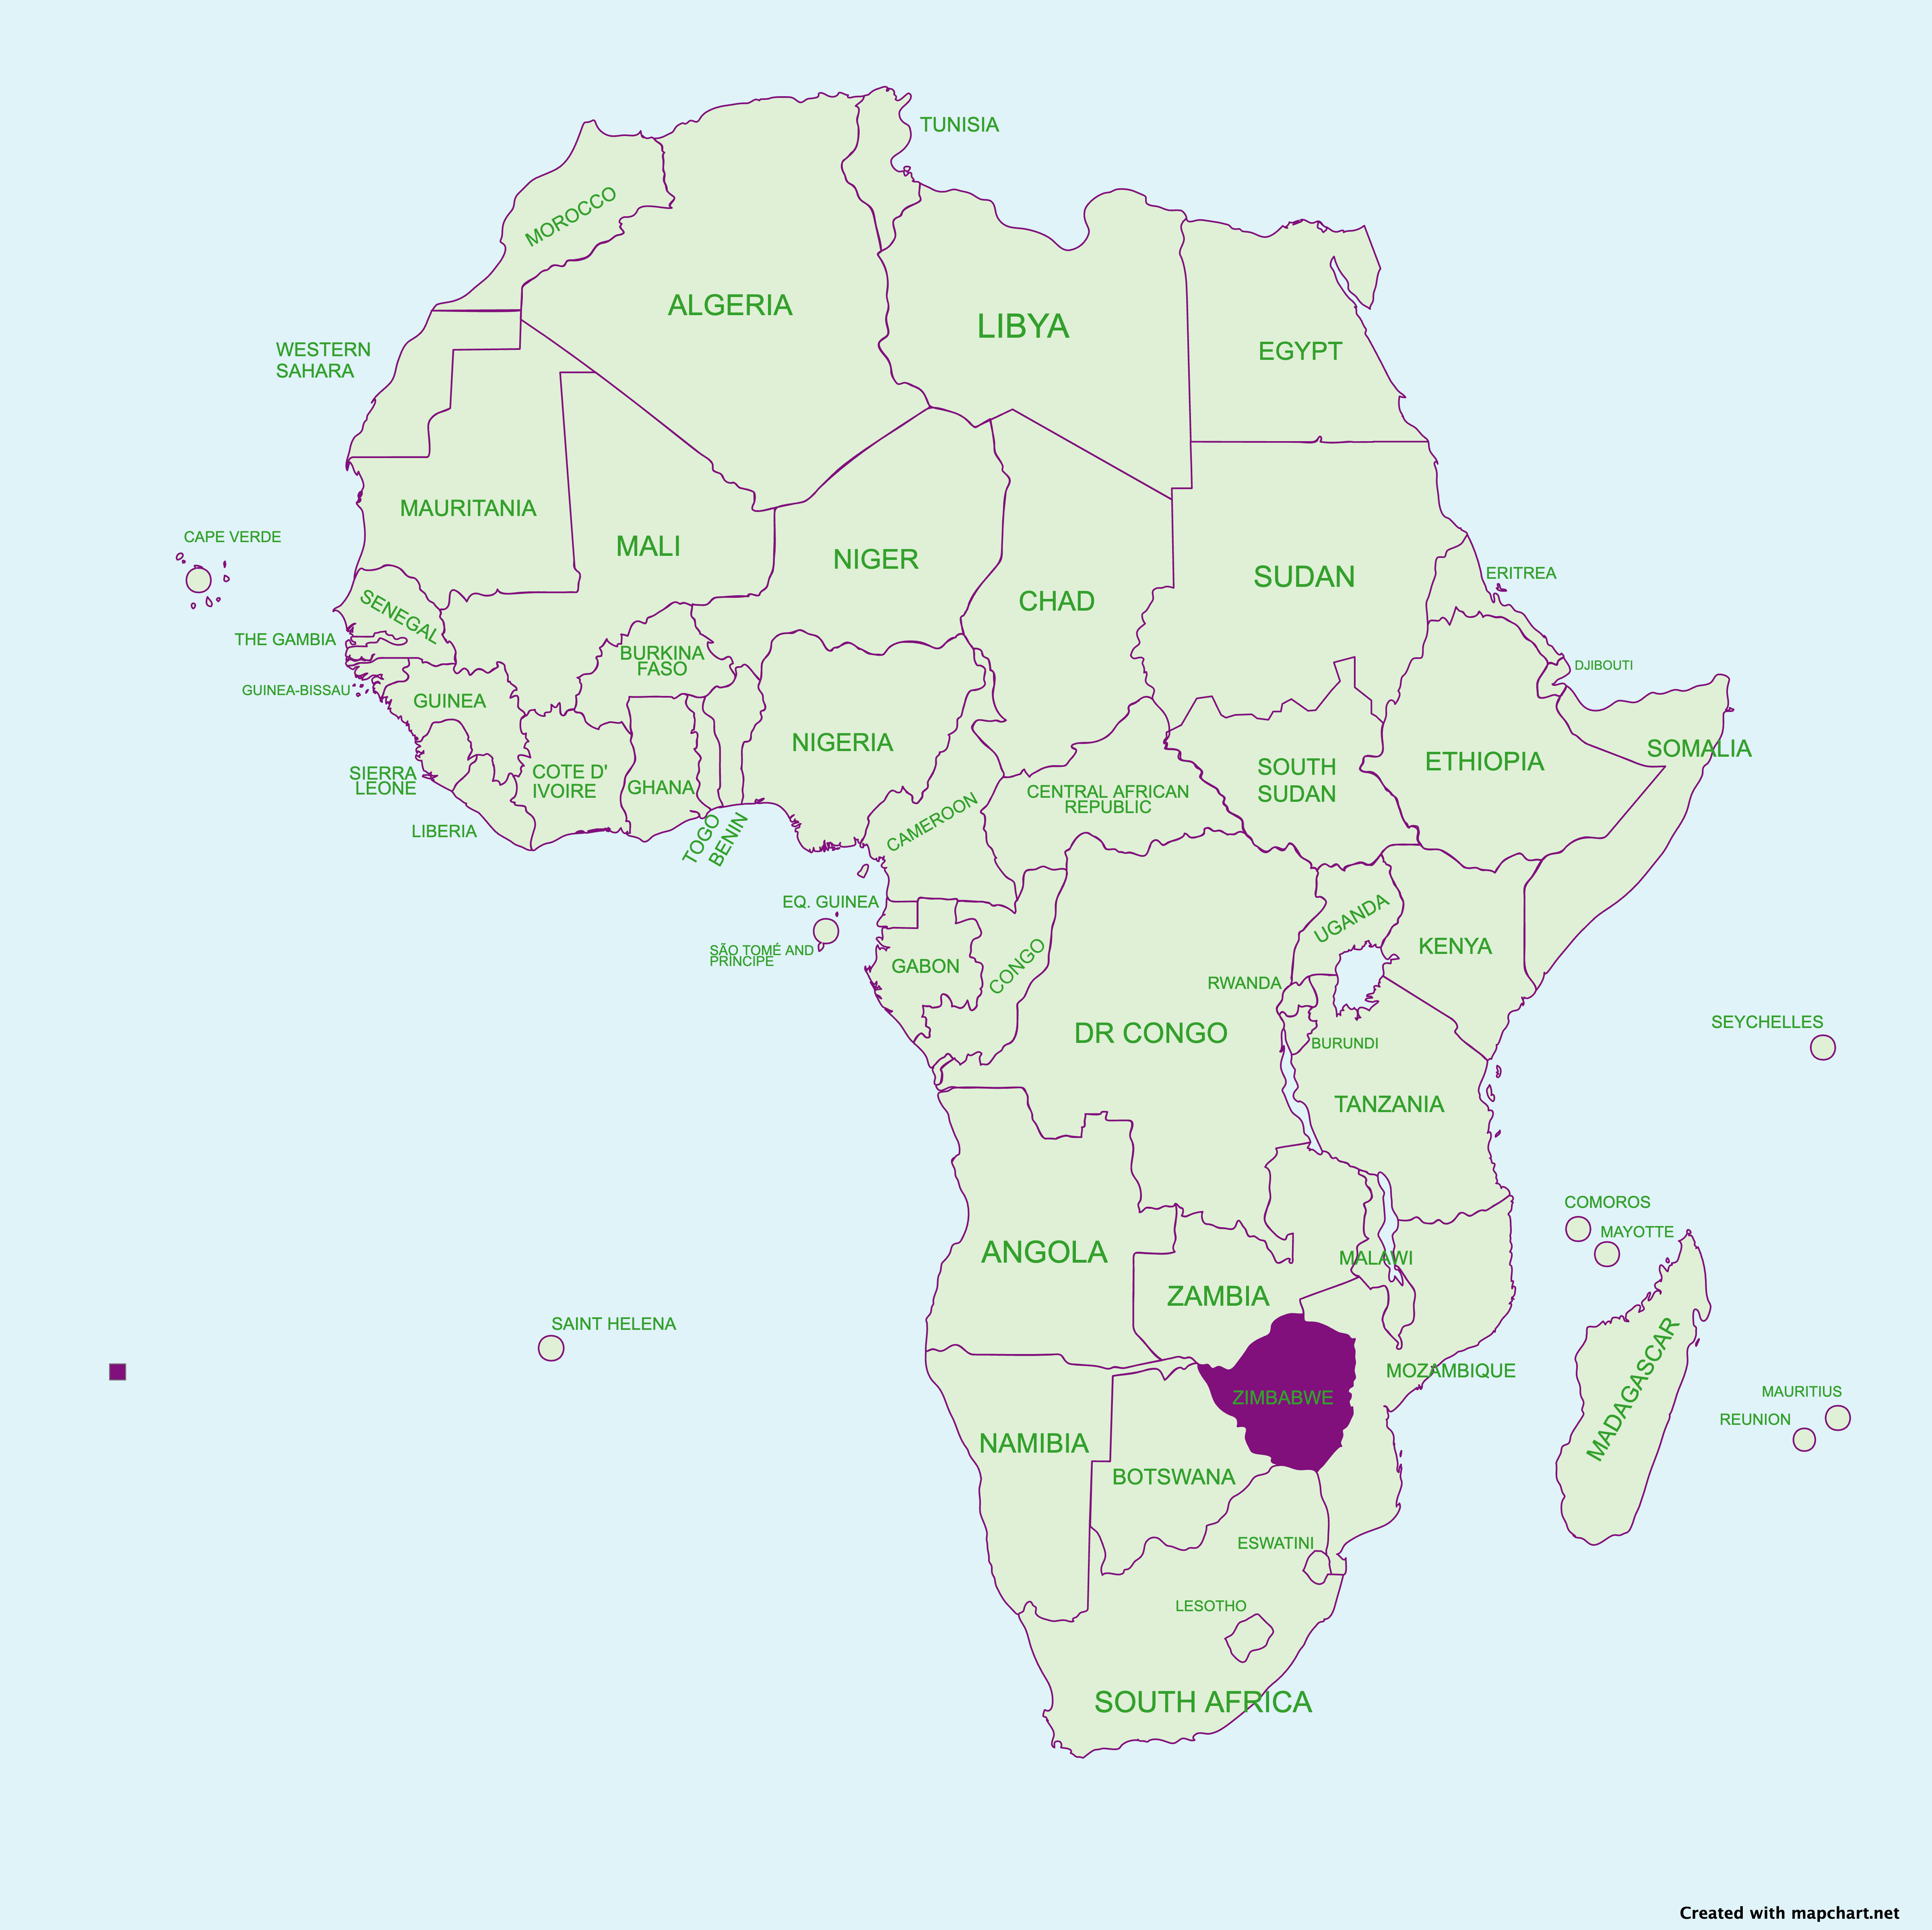 TUNISIA
MOROCCO
ALGERIA
LIBYA
EGYPT
WESTERN
SAHARA
MAURITANIA
MALI
NIGER
CHAD
SUDAN
ERITREA
CAPE VERDE
SENEGAL
THE GAMBIA
GUINEA-BISSAU
GUINEA
BURKINA
FASO
DJIBOUTI
SIERRA
LEONE
LIBERIA
COTE D'
IVOIRE
GHANA
TOGO
BENIN
NIGERIA
CAMEROON
CENTRAL AFRICAN
REPUBLIC
SOUTH
SUDAN
ETHIOPIA
SOMALIA
EQ. GUINEA
SÃO TOMÉ AND
PRINCIPE
GABON
CONGO
DR CONGO
UGANDA
KENYA
RWANDA
BURUNDI
TANZANIA
SEYCHELLES
COMOROS
MAYOTTE
ANGOLA
ZAMBIA
MALAWI
MOZAMBIQUE
SAINT HELENA
ZIMBABWE
MADAGASCAR
MAURITIUS
REUNION
NAMIBIA
BOTSWANA
ESWATINI
LESOTHO
SOUTH AFRICA
Created with mapchart.net